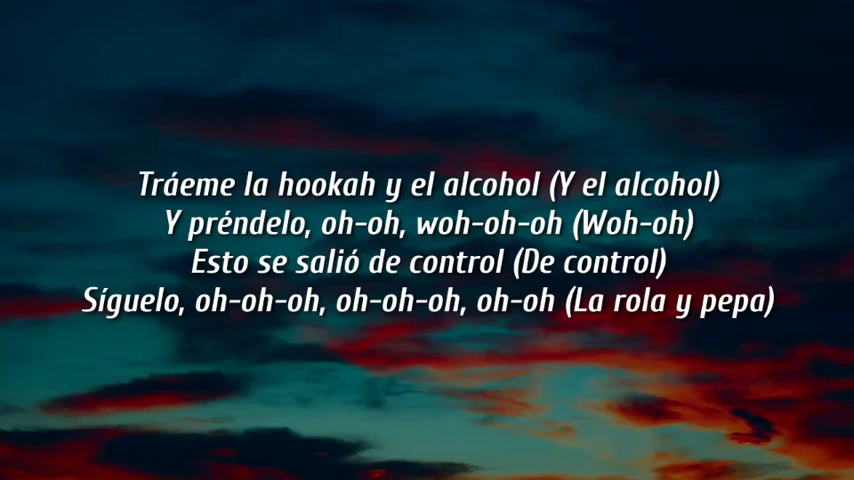 Tráeme la hookah y el alcohol (Y el alcohol)
Y préndelo, oh-oh, woh-oh-oh (Woh-oh)
Esto se salió de control (De control)
Síguelo, oh-oh-oh, oh-oh-oh, oh-oh (La rola y pepa)